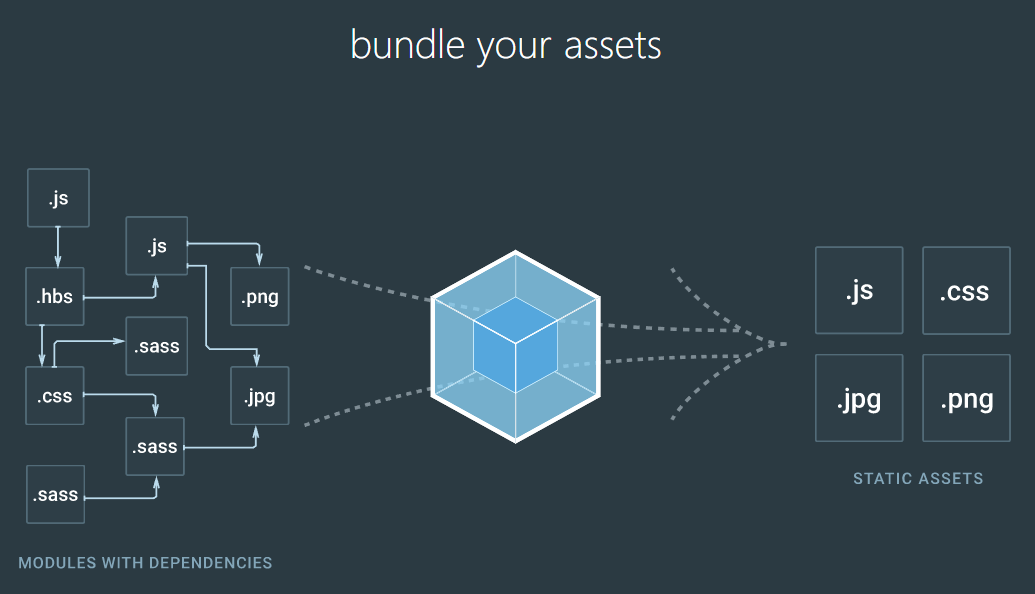 bundle your assets
.js
.js
.hbs
.png
.sass
.css
.jpg
.sass
.sass
MODULES WITH DEPENDENCIES
.js
.css
.jpg
.png
STATIC ASSETS